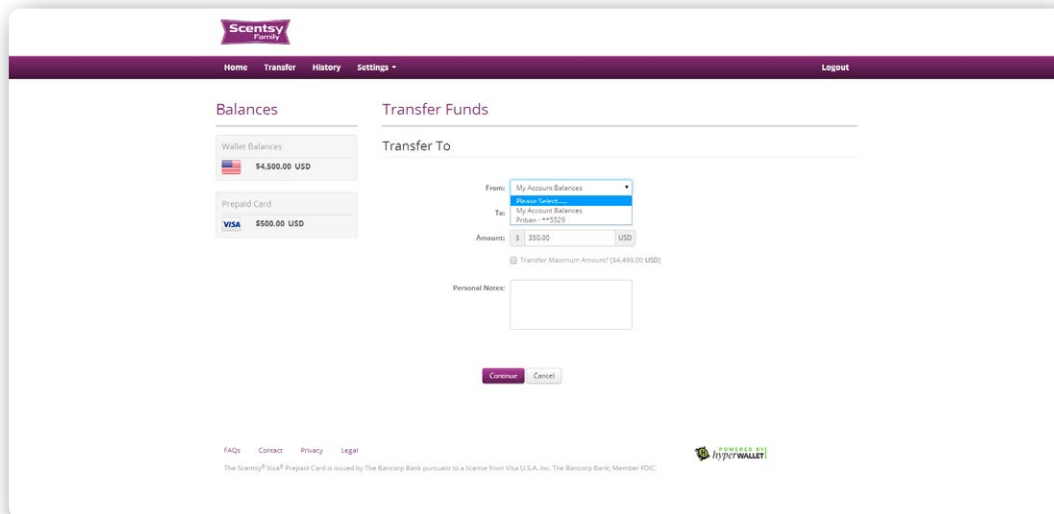 Scentsy
Family
Home Transfer History Settings Logout
Balances
Wallet Balances
$4,500.00 USD
Prepaid Card
VISA $500.00 USD
Transfer Funds
Transfer To
From: My Account Balances
Please Select.....
To: My Account Balances
Priban - **5529
Amount: $ 350.00 USD
Transfer Maximum Amount? [$4,499.00 USD]
Personal Notes:
Continue Cancel
FAQs Contact Privacy Legal
POWERED BY
hyperWALLET
The Scentsy® Visa® Prepaid Card is issued by The Bancorp Bank pursuant to a license from Visa U.S.A. Inc. The Bancorp Bank; Member FDIC.